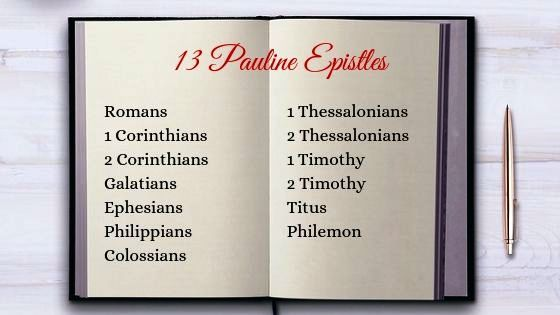 13 Pauline Epistles
Romans
1 Corinthians
2 Corinthians
Galatians
Ephesians
Philippians
Colossians
1 Thessalonians
2 Thessalonians
1 Timothy
2 Timothy
Titus
Philemon